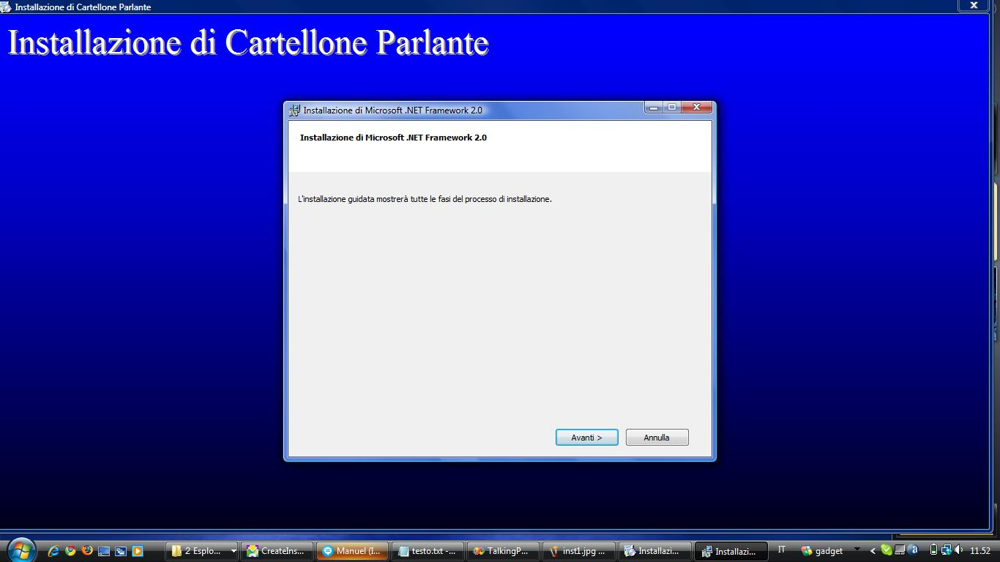 Installazione di Cartellone Parlante
Installazione di Cartellone Parlante
Installazione di Microsoft .NET Framework 2.0
Installazione di Microsoft .NET Framework 2.0
L'installazione guidata mostrerà tutte le fasi del processo di installazione.
Avanti >
Annulla
2 Esplo...
CreateIns...
Manuel (I...
testo.txt -...
TalkingP...
inst1.jpg ...
Installazi...
Installazi...
IT
gadget
11.52